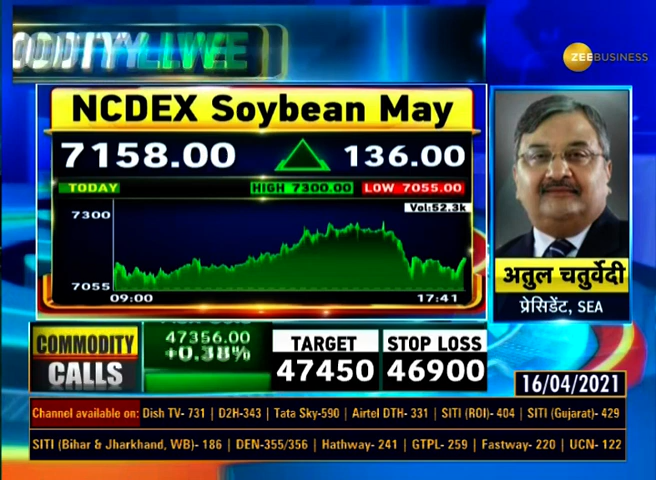 ODITY LIVE
ZEE BUSINESS
NCDEX Soybean May
7158.00 136.00
TODAY HIGH 7300.00 LOW 7055.00
Vol:52.3k
7300
7055
09:00 17:41
अतुल चतुर्वेदी
प्रेसिडेंट, SEA
COMMODITY CALLS
47356.00
+0.38%
TARGET
47450
STOP LOSS
46900
16/04/2021
Channel available on: Dish TV- 731 | D2H-343 | Tata Sky-590 | Airtel DTH- 331 | SITI (ROI)- 404 | SITI (Gujarat)- 429
SITI (Bihar & Jharkhand, WB)- 186 | DEN-355/356 | Hathway- 241 | GTPL- 259 | Fastway- 220 | UCN- 122